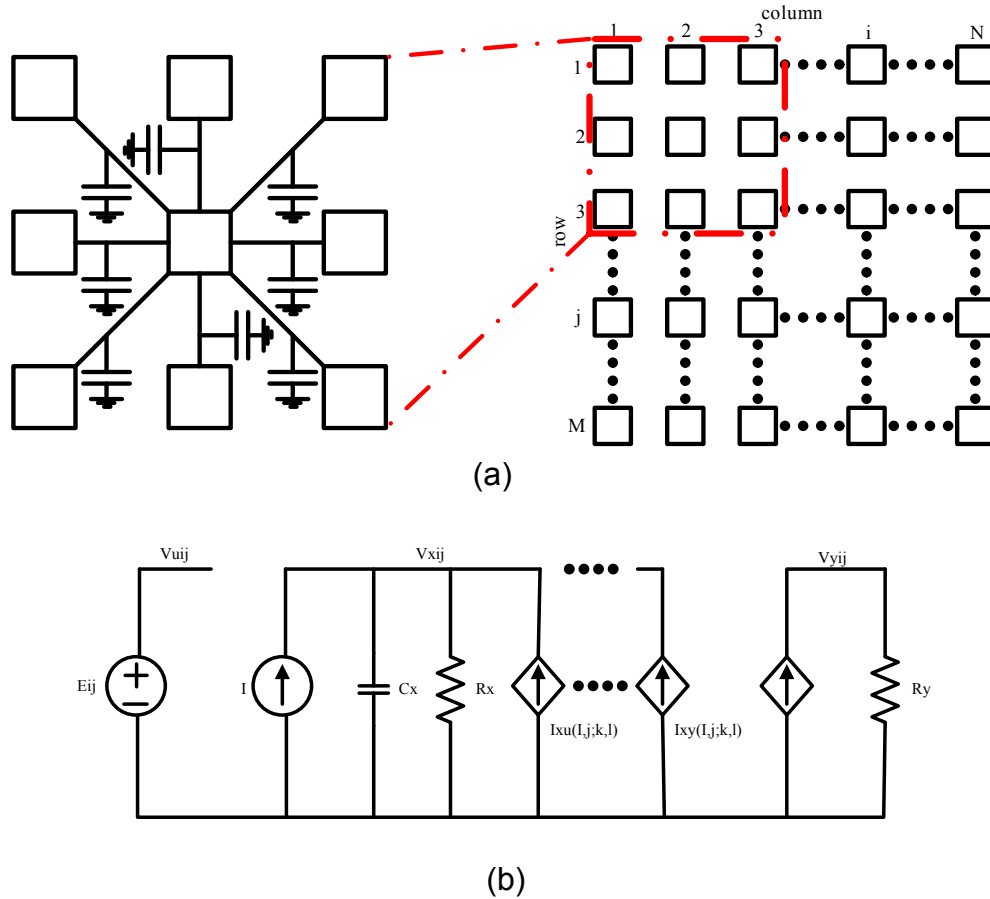 column
1 2 3 i N
1
2
3
row
j
M
(a)
Vuij Vxij Vyij
Eij I Cx Rx Ry
Ixu(I,j;k,l) Ixy(I,j;k,l)
(b)